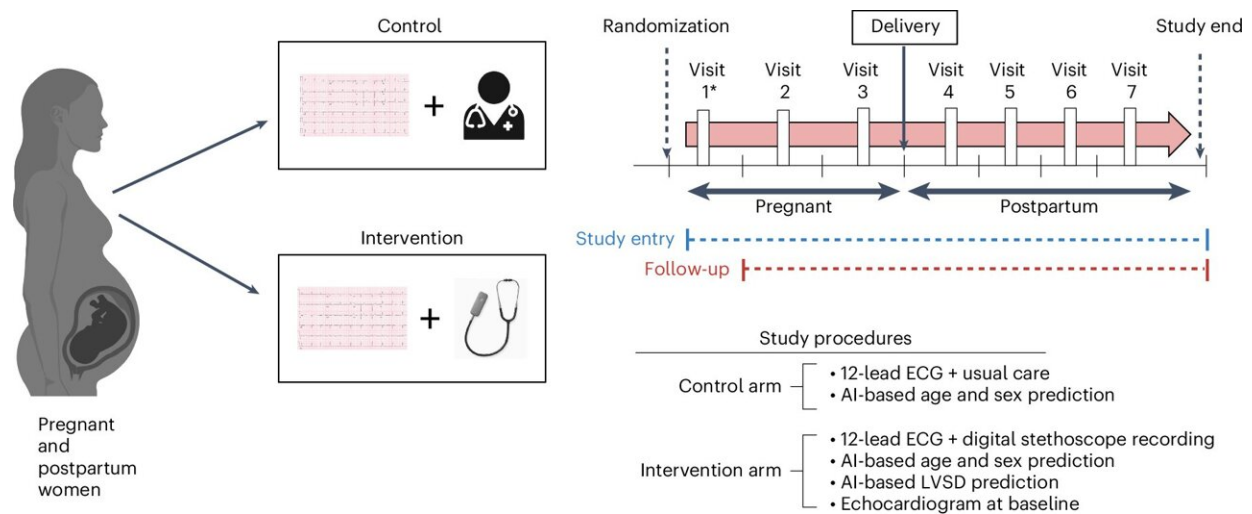 Control
+
Intervention
+
Pregnant
and
postpartum
women
Randomization
Delivery
Study end
Visit
1*
Visit
2
Visit
3
Visit
4
Visit
5
Visit
6
Visit
7
Pregnant
Postpartum
Study entry
Follow-up
Study procedures
Control arm
• 12-lead ECG + usual care
• AI-based age and sex prediction
Intervention arm
• 12-lead ECG + digital stethoscope recording
• AI-based age and sex prediction
• AI-based LVSD prediction
• Echocardiogram at baseline